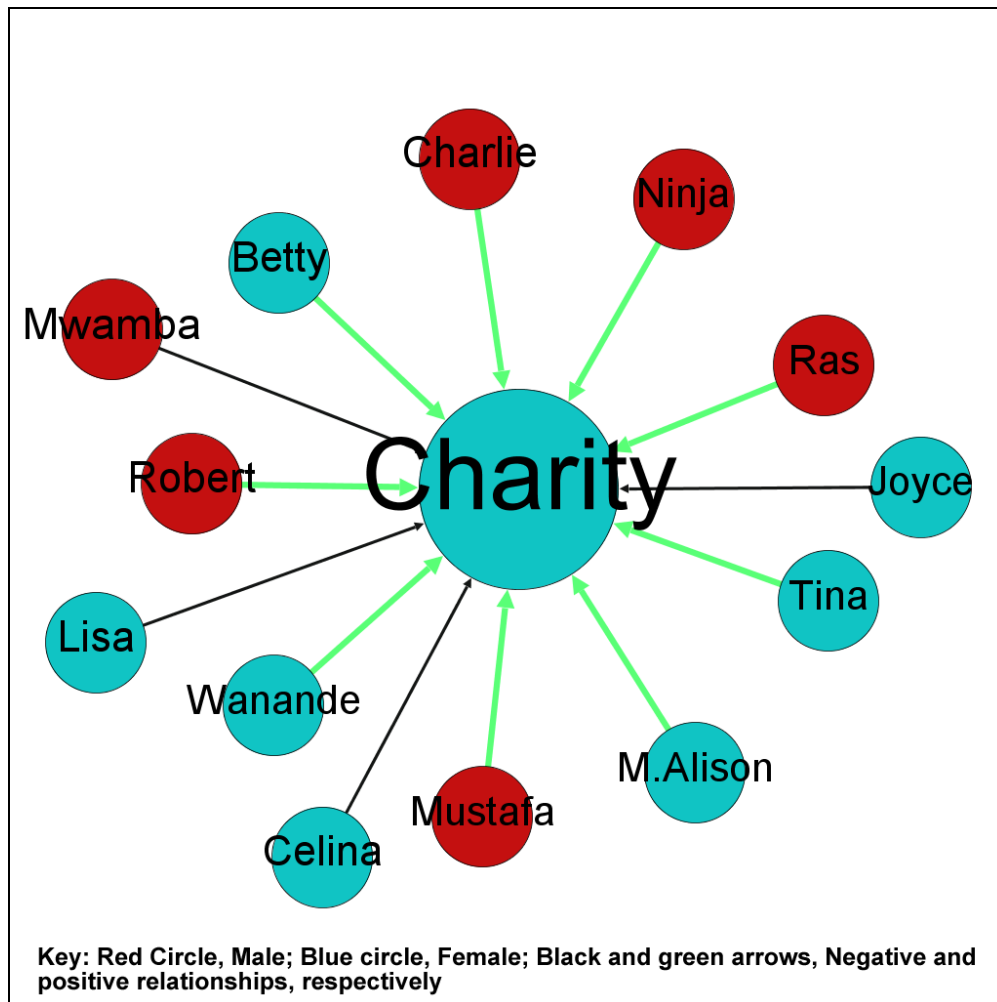 Charlie
Ninja
Betty
Mwamba
Ras
Robert
Charity
Joyce
Tina
Lisa
Wanande
M.Alison
Mustafa
Celina
Key: Red Circle, Male; Blue circle, Female; Black and green arrows, Negative and
positive relationships, respectively